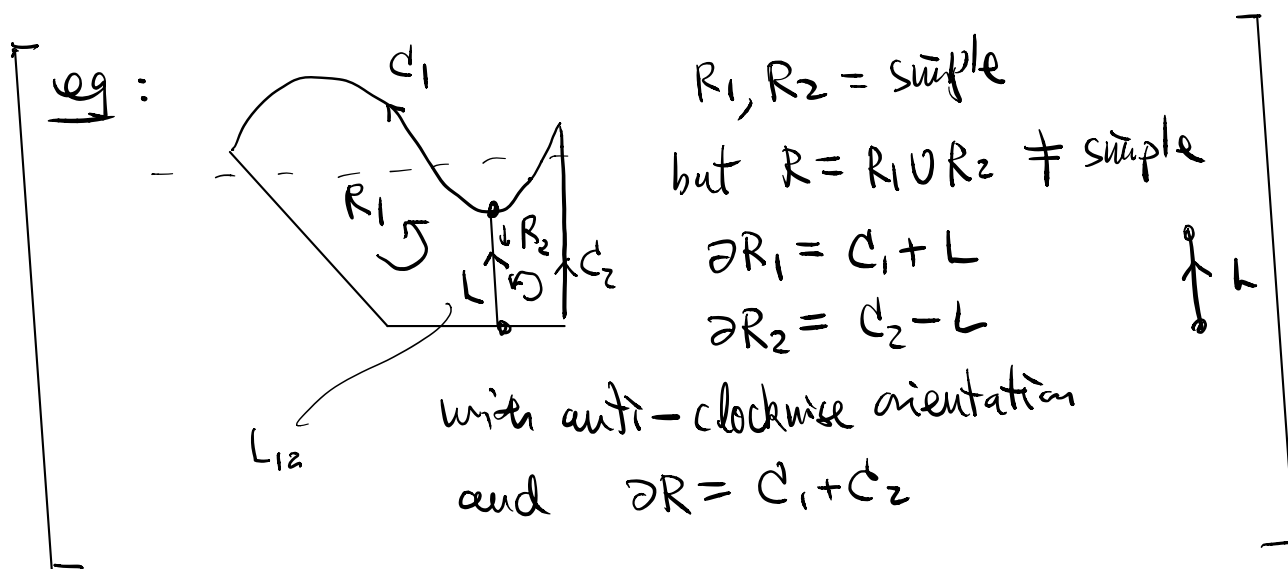 eg :
C₁
R₁, R₂ = simple
but R = R₁ ∪ R₂ ≠ simple
R₁
R₂
L
C₂
∂R₁ = C₁ + L
L
∂R₂ = C₂ − L
with anti-clockwise orientation
L₁₂
and ∂R = C₁ + C₂